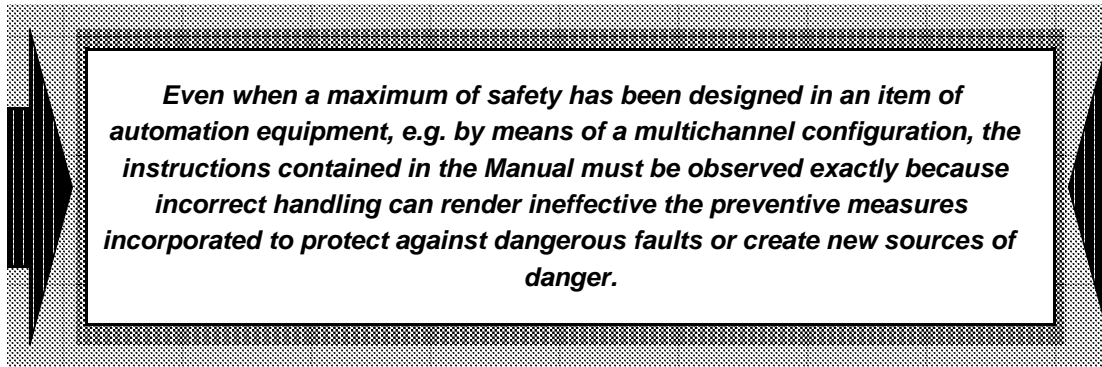 Even when a maximum of safety has been designed in an item of
automation equipment, e.g. by means of a multichannel configuration, the
instructions contained in the Manual must be observed exactly because
incorrect handling can render ineffective the preventive measures
incorporated to protect against dangerous faults or create new sources of
danger.